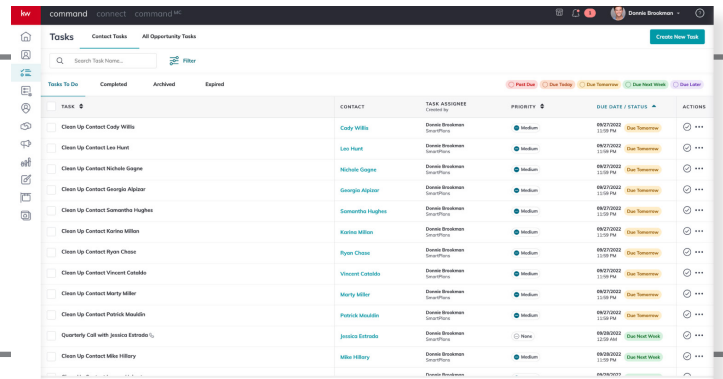 kw command connect command MC 1 Donnie Brookman
Tasks Contact Tasks All Opportunity Tasks Create New Task
Search Task Name... Filter
Tasks To Do Completed Archived Expired Past Due Due Today Due Tomorrow Due Next Week Due Later
TASK CONTACT TASK ASSIGNEE Created by PRIORITY DUE DATE / STATUS ACTIONS
Clean Up Contact Cady Willis Cady Willis Donnie Brookman SmartPlans Medium 09/27/2022 11:59 PM Due Tomorrow
Clean Up Contact Leo Hunt Leo Hunt Donnie Brookman SmartPlans Medium 09/27/2022 11:59 PM Due Tomorrow
Clean Up Contact Nichole Gagne Nichole Gagne Donnie Brookman SmartPlans Medium 09/27/2022 11:59 PM Due Tomorrow
Clean Up Contact Georgia Alpizar Georgia Alpizar Donnie Brookman SmartPlans Medium 09/27/2022 11:59 PM Due Tomorrow
Clean Up Contact Samantha Hughes Samantha Hughes Donnie Brookman SmartPlans Medium 09/27/2022 11:59 PM Due Tomorrow
Clean Up Contact Karina Millan Karina Millan Donnie Brookman SmartPlans Medium 09/27/2022 11:59 PM Due Tomorrow
Clean Up Contact Ryan Chase Ryan Chase Donnie Brookman SmartPlans Medium 09/27/2022 11:59 PM Due Tomorrow
Clean Up Contact Vincent Cataldo Vincent Cataldo Donnie Brookman SmartPlans Medium 09/27/2022 11:59 PM Due Tomorrow
Clean Up Contact Marty Miller Marty Miller Donnie Brookman SmartPlans Medium 09/27/2022 11:59 PM Due Tomorrow
Clean Up Contact Patrick Mauldin Patrick Mauldin Donnie Brookman SmartPlans Medium 09/27/2022 11:59 PM Due Tomorrow
Quarterly Call with Jessica Estrada Jessica Estrada Donnie Brookman SmartPlans None 09/28/2022 12:59 AM Due Next Week
Clean Up Contact Mike Hillary Mike Hillary Donnie Brookman SmartPlans Medium 09/28/2022 11:59 PM Due Next Week
Donnie Brookman 09/29/2022